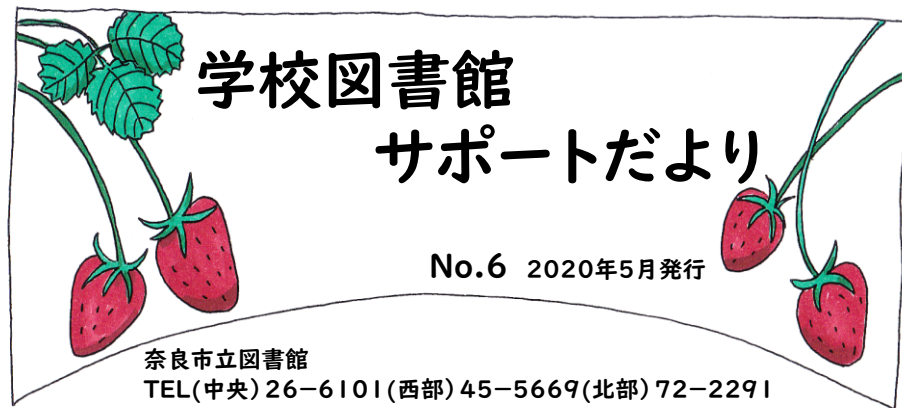 学校図書館
サポートだより
No.6 2020年5月発行
奈良市立図書館
TEL(中央)26−6101(西部)45−5669(北部)72−2291